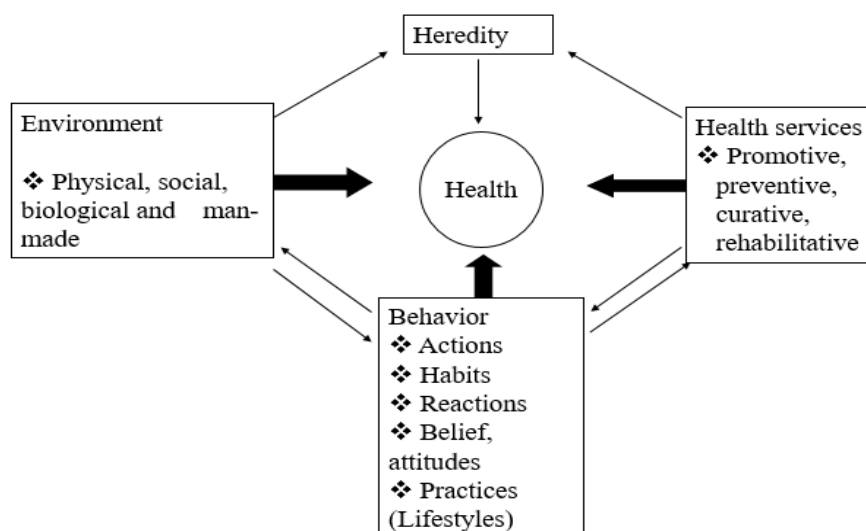 Heredity
Environment
❖ Physical, social,
biological and man-
made
Health
Health services
❖ Promotive,
preventive,
curative,
rehabilitative
Behavior
❖ Actions
❖ Habits
❖ Reactions
❖ Belief,
attitudes
❖ Practices
(Lifestyles)